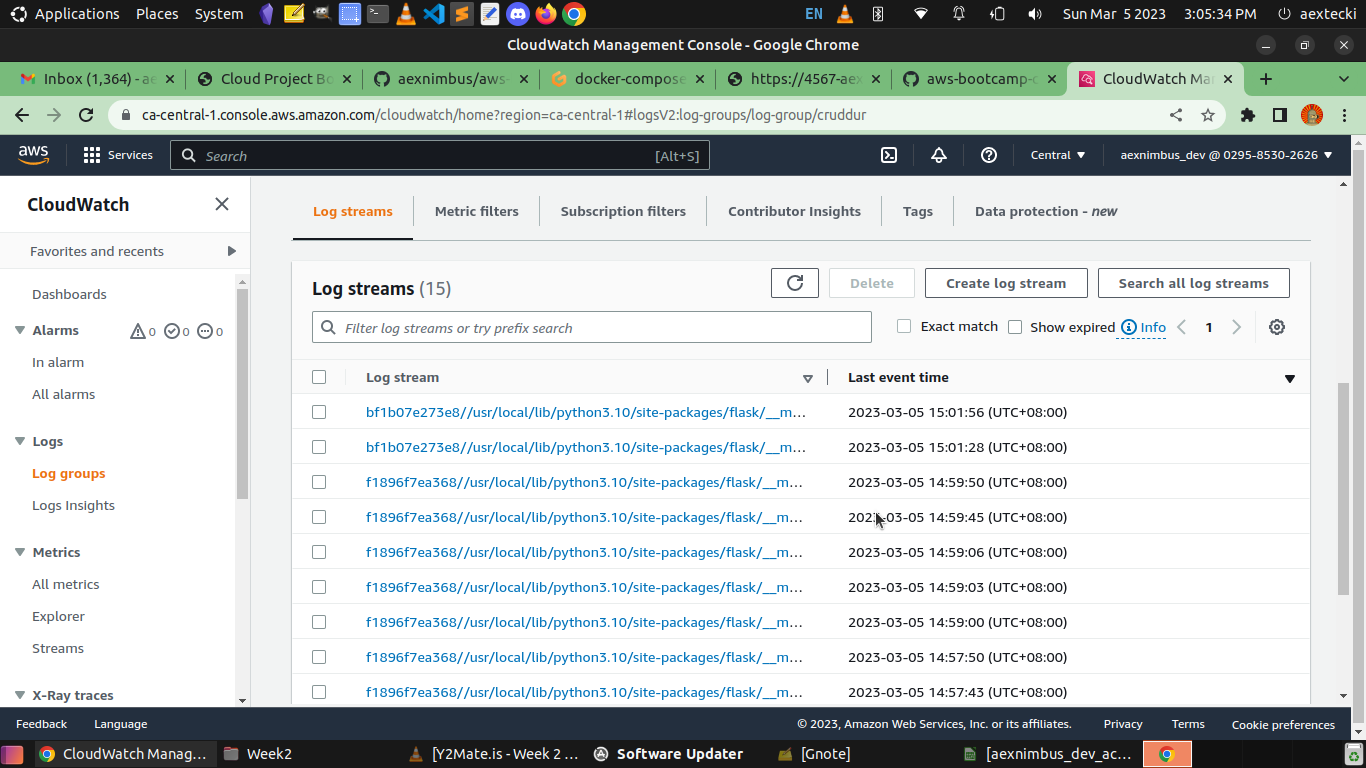 Applications Places System EN Sun Mar 5 2023 3:05:34 PM aextecki
CloudWatch Management Console - Google Chrome
Inbox (1,364) - ae Cloud Project Bo aexnimbus/aws- docker-compose https://4567-aex aws-bootcamp-c CloudWatch Ma
ca-central-1.console.aws.amazon.com/cloudwatch/home?region=ca-central-1#logsV2:log-groups/log-group/cruddur
aws Services Search [Alt+S] Central aexnimbus_dev @ 0295-8530-2626
CloudWatch
Favorites and recents
Dashboards
Alarms 0 0 0
In alarm
All alarms
Logs
Log groups
Logs Insights
Metrics
All metrics
Explorer
Streams
X-Ray traces
Log streams Metric filters Subscription filters Contributor Insights Tags Data protection - new
Log streams (15) Delete Create log stream Search all log streams
Filter log streams or try prefix search Exact match Show expired Info 1
Log stream Last event time
bf1b07e273e8//usr/local/lib/python3.10/site-packages/flask/__m... 2023-03-05 15:01:56 (UTC+08:00)
bf1b07e273e8//usr/local/lib/python3.10/site-packages/flask/__m... 2023-03-05 15:01:28 (UTC+08:00)
f1896f7ea368//usr/local/lib/python3.10/site-packages/flask/__m... 2023-03-05 14:59:50 (UTC+08:00)
f1896f7ea368//usr/local/lib/python3.10/site-packages/flask/__m... 2023-03-05 14:59:45 (UTC+08:00)
f1896f7ea368//usr/local/lib/python3.10/site-packages/flask/__m... 2023-03-05 14:59:06 (UTC+08:00)
f1896f7ea368//usr/local/lib/python3.10/site-packages/flask/__m... 2023-03-05 14:59:03 (UTC+08:00)
f1896f7ea368//usr/local/lib/python3.10/site-packages/flask/__m... 2023-03-05 14:59:00 (UTC+08:00)
f1896f7ea368//usr/local/lib/python3.10/site-packages/flask/__m... 2023-03-05 14:57:50 (UTC+08:00)
f1896f7ea368//usr/local/lib/python3.10/site-packages/flask/__m... 2023-03-05 14:57:43 (UTC+08:00)
Feedback Language © 2023, Amazon Web Services, Inc. or its affiliates. Privacy Terms Cookie preferences
CloudWatch Manag... Week2 [Y2Mate.is - Week 2 ... Software Updater [Gnote] [aexnimbus_dev_ac...